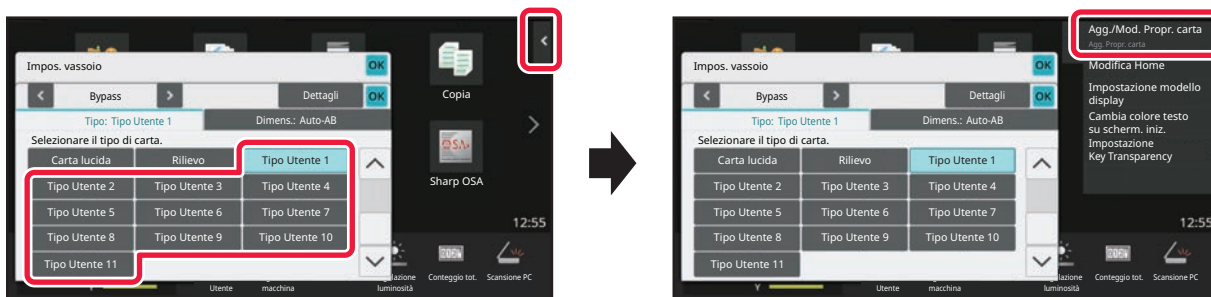 Impos. vassoio OK
Bypass Dettagli OK
Tipo: Tipo Utente 1 Dimens.: Auto-AB
Selezionare il tipo di carta.
Carta lucida Rilievo Tipo Utente 1
Tipo Utente 2 Tipo Utente 3 Tipo Utente 4
Tipo Utente 5 Tipo Utente 6 Tipo Utente 7
Tipo Utente 8 Tipo Utente 9 Tipo Utente 10
Tipo Utente 11
Copia
Sharp OSA
12:55
Utente macchina luminosità Conteggio tot. Scansione PC
Y
Agg./Mod. Propr. carta
Agg. Propr. carta
Modifica Home
Impostazione modello
display
Cambia colore testo
su scherm. iniz.
Impostazione
Key Transparency
Impos. vassoio OK
Bypass Dettagli OK
Tipo: Tipo Utente 1 Dimens.: Auto-AB
Selezionare il tipo di carta.
Carta lucida Rilievo Tipo Utente 1
Tipo Utente 2 Tipo Utente 3 Tipo Utente 4
Tipo Utente 5 Tipo Utente 6 Tipo Utente 7
Tipo Utente 8 Tipo Utente 9 Tipo Utente 10
Tipo Utente 11
12:55
Utente macchina luminosità Conteggio tot. Scansione PC
Y